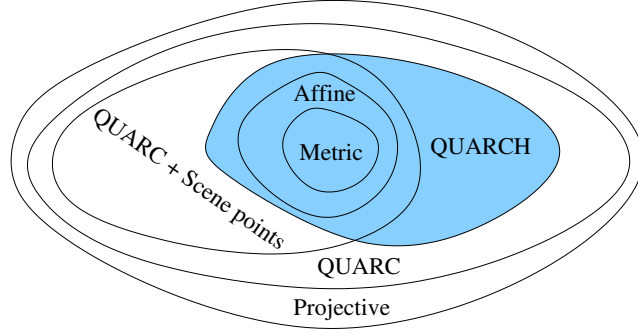 Affine
Metric
QUARCH
QUARC + Scene points
QUARC
Projective